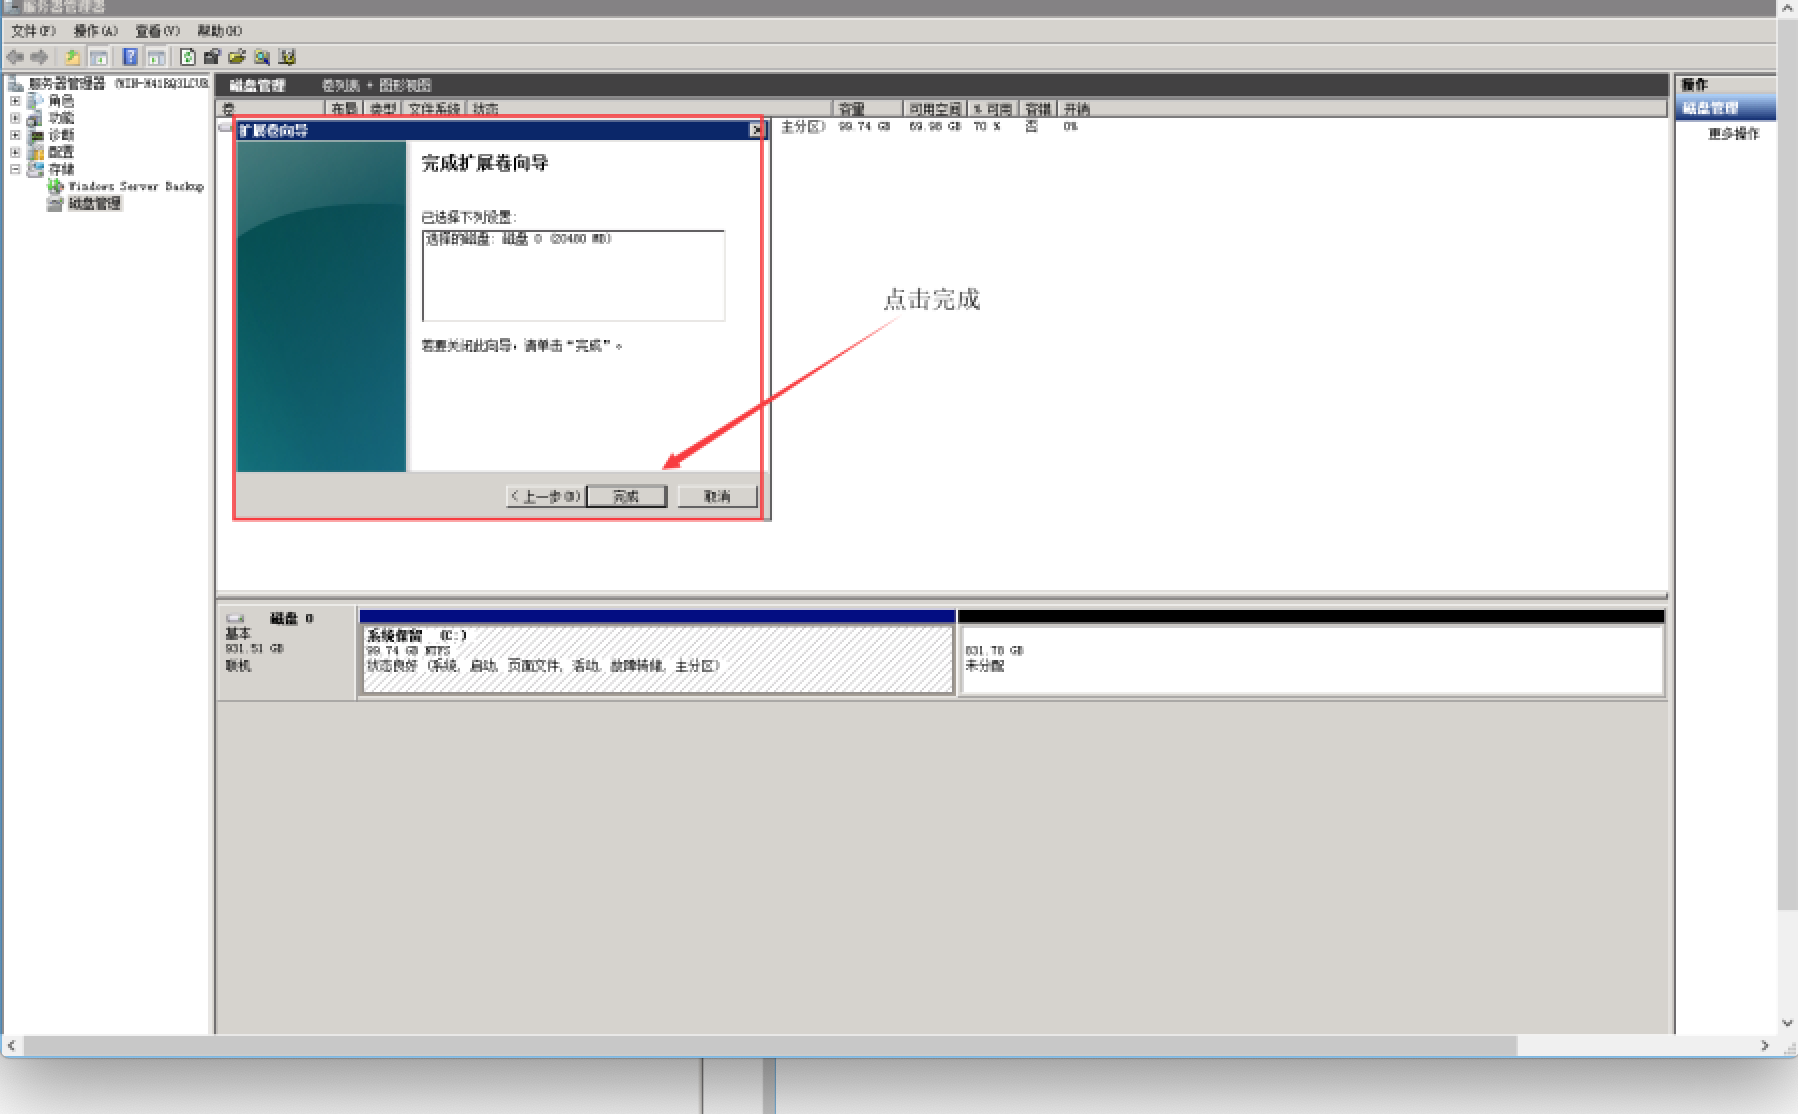 服务器管理器
文件(F) 操作(A) 查看(V) 帮助(H)
服务器管理器
角色
功能
诊断
配置
存储
Windows Server Backup
磁盘管理
磁盘管理 卷列表 + 图形视图
卷 布局 类型 文件系统 状态 容量 可用空间 % 可用 容错 开销
主分区) 99.74 GB 69.98 GB 70 % 否 0%
扩展卷向导
完成扩展卷向导
已选择下列设置:
选择的磁盘: 磁盘 0 (20480 MB)
若要关闭此向导，请单击“完成”。
< 上一步(B) 完成 取消
点击完成
磁盘 0
基本
931.51 GB
联机
系统保留 (C:)
99.74 GB NTFS
状态良好 (系统, 启动, 页面文件, 活动, 故障转储, 主分区)
831.78 GB
未分配
操作
磁盘管理
更多操作